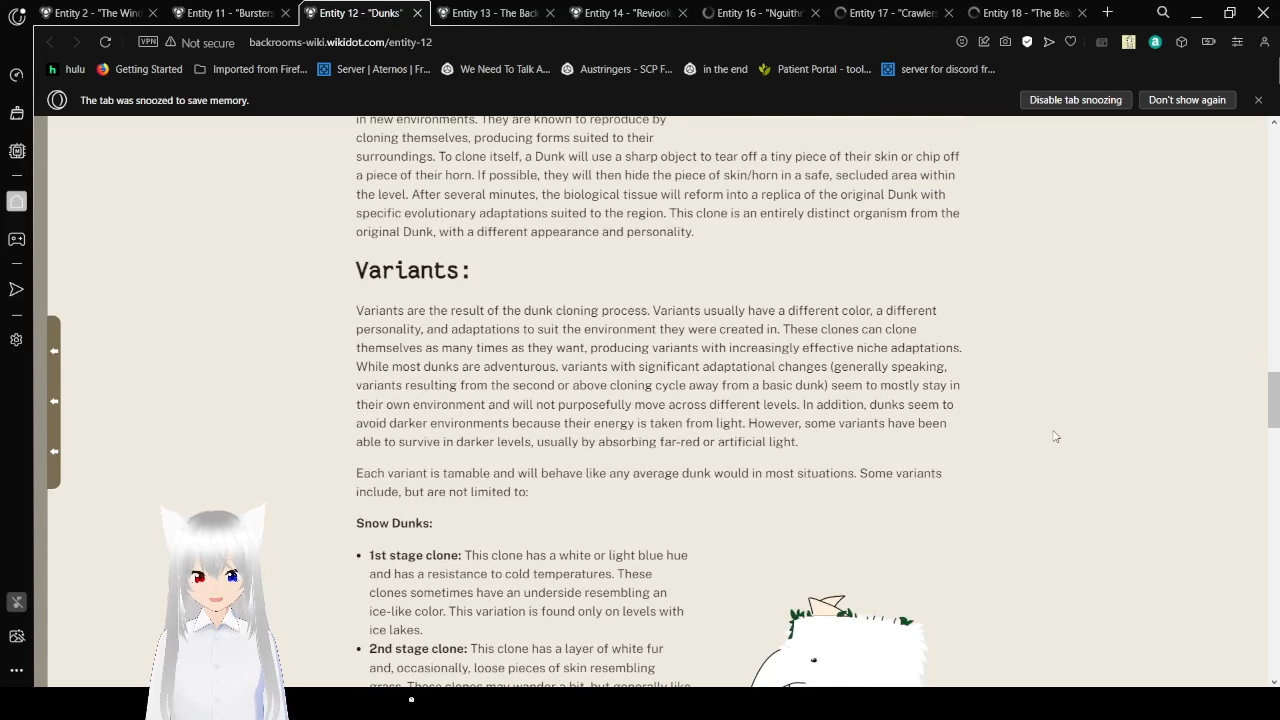 Entity 2 - "The Wind
Entity 11 - "Bursters
Entity 12 - "Dunks"
Entity 13 - The Back
Entity 14 - "Reviook
Entity 16 - "Nguithr
Entity 17 - "Crawlers
Entity 18 - "The Bea
VPN
Not secure
backrooms-wiki.wikidot.com/entity-12
hulu
Getting Started
Imported from Firef...
Server | Aternos | Fr...
We Need To Talk A...
Austringers - SCP F...
in the end
Patient Portal - tool...
server for discord fr...
The tab was snoozed to save memory.
Disable tab snoozing
Don't show again
in new environments. They are known to reproduce by
cloning themselves, producing forms suited to their
surroundings. To clone itself, a Dunk will use a sharp object to tear off a tiny piece of their skin or chip off
a piece of their horn. If possible, they will then hide the piece of skin/horn in a safe, secluded area within
the level. After several minutes, the biological tissue will reform into a replica of the original Dunk with
specific evolutionary adaptations suited to the region. This clone is an entirely distinct organism from the
original Dunk, with a different appearance and personality.
Variants:
Variants are the result of the dunk cloning process. Variants usually have a different color, a different
personality, and adaptations to suit the environment they were created in. These clones can clone
themselves as many times as they want, producing variants with increasingly effective niche adaptations.
While most dunks are adventurous, variants with significant adaptational changes (generally speaking,
variants resulting from the second or above cloning cycle away from a basic dunk) seem to mostly stay in
their own environment and will not purposefully move across different levels. In addition, dunks seem to
avoid darker environments because their energy is taken from light. However, some variants have been
able to survive in darker levels, usually by absorbing far-red or artificial light.
Each variant is tamable and will behave like any average dunk would in most situations. Some variants
include, but are not limited to:
Snow Dunks:
• 1st stage clone: This clone has a white or light blue hue
and has a resistance to cold temperatures. These
clones sometimes have an underside resembling an
ice-like color. This variation is found only on levels with
ice lakes.
• 2nd stage clone: This clone has a layer of white fur
and, occasionally, loose pieces of skin resembling
grass. These clones may wander a bit, but generally like